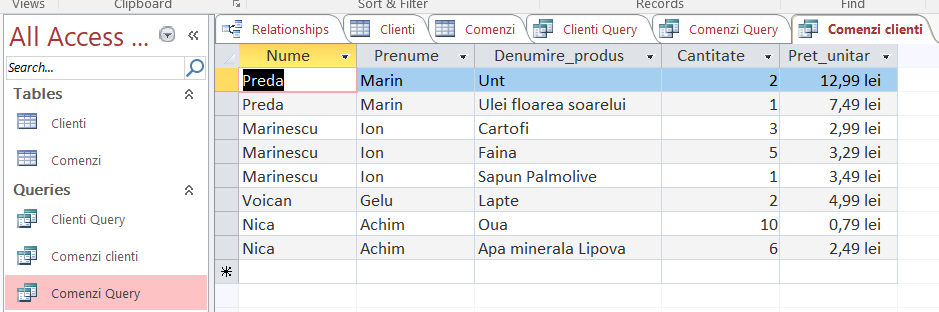 Views Clipboard Sort & Filter Records Find
All Access ...
Search...
Tables
Clienti
Comenzi
Queries
Clienti Query
Comenzi clienti
Comenzi Query
Relationships Clienti Comenzi Clienti Query Comenzi Query Comenzi clienti
Nume Prenume Denumire_produs Cantitate Pret_unitar
Preda Marin Unt 2 12,99 lei
Preda Marin Ulei floarea soarelui 1 7,49 lei
Marinescu Ion Cartofi 3 2,99 lei
Marinescu Ion Faina 5 3,29 lei
Marinescu Ion Sapun Palmolive 1 3,49 lei
Voican Gelu Lapte 2 4,99 lei
Nica Achim Oua 10 0,79 lei
Nica Achim Apa minerala Lipova 6 2,49 lei